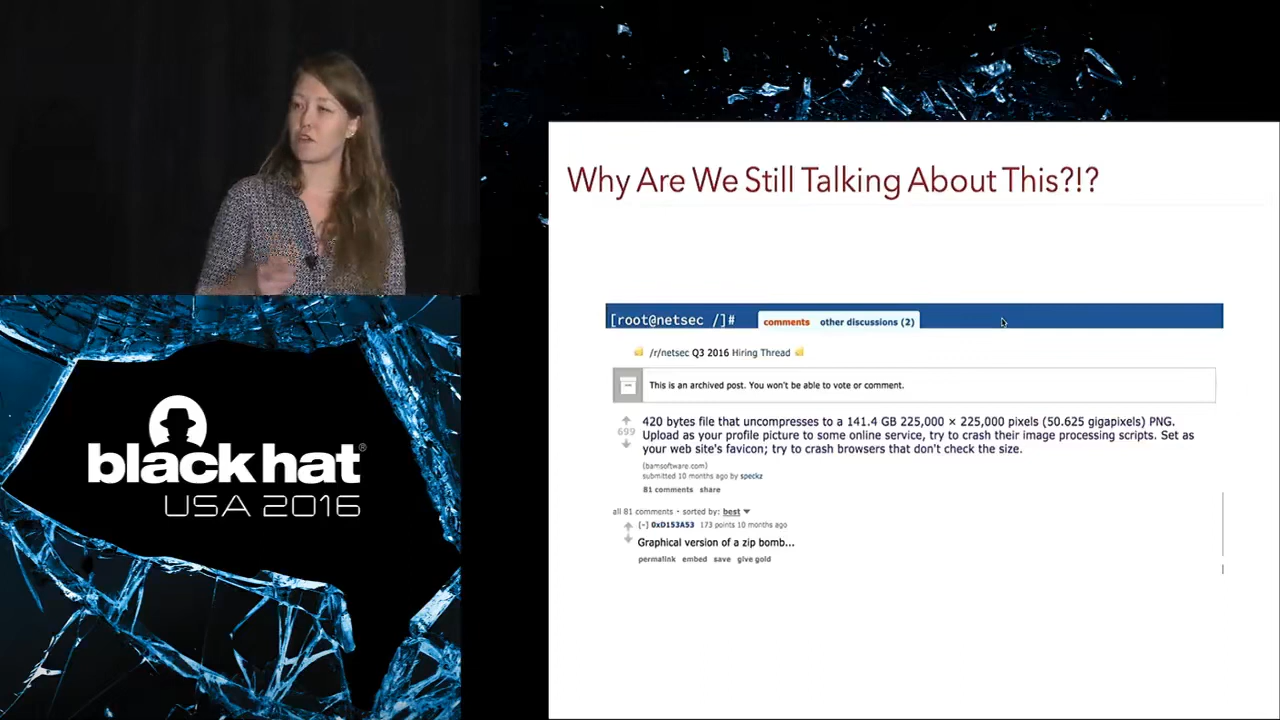 Why Are We Still Talking About This?!?
[root@netsec /]# comments other discussions (2)
/r/netsec Q3 2016 Hiring Thread
This is an archived post. You won't be able to vote or comment.
420 bytes file that uncompresses to a 141.4 GB 225,000 × 225,000 pixels (50.625 gigapixels) PNG.
699
Upload as your profile picture to some online service, try to crash their image processing scripts. Set as
your web site's favicon; try to crash browsers that don't check the size.
(bamsoftware.com)
submitted 10 months ago by speckz
81 comments share
all 81 comments · sorted by: best
[-] 0xD153A53 173 points 10 months ago
Graphical version of a zip bomb...
permalink embed save give gold
black hat®
USA 2016